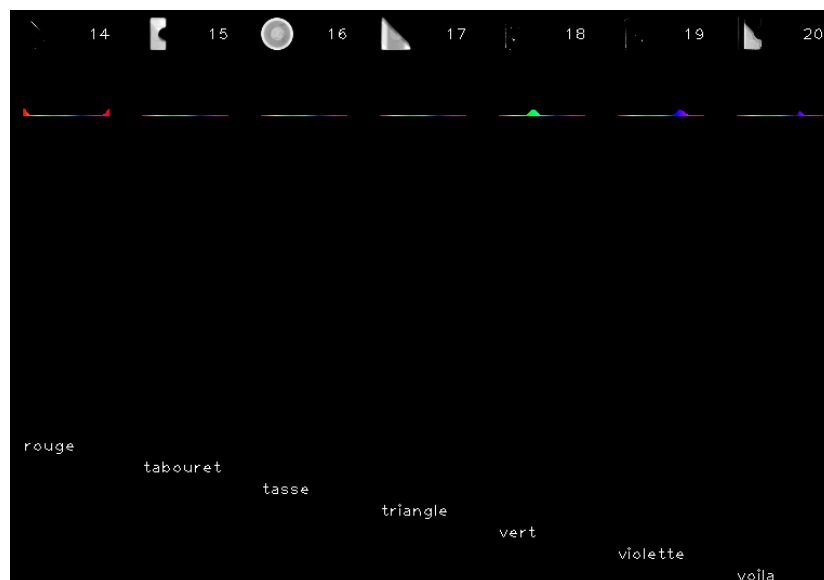 14 15 16 17 18 19 20
rouge
tabouret
tasse
triangle
vert
violette
voila